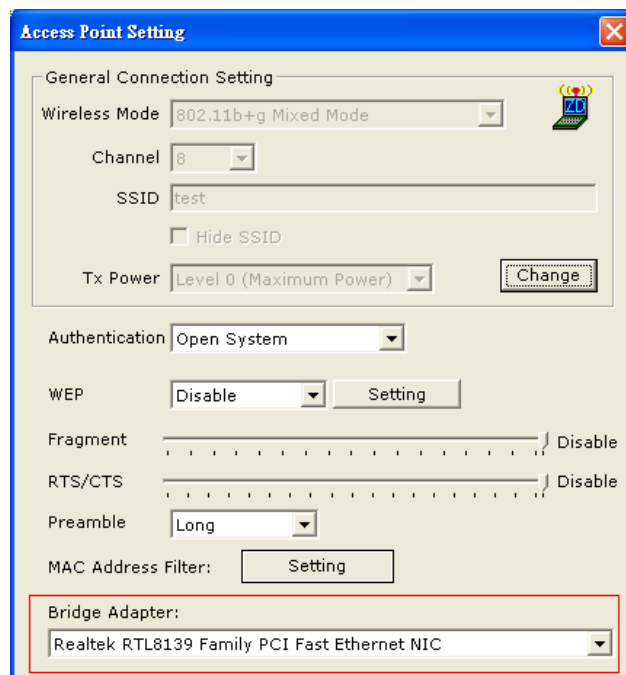 Access Point Setting
General Connection Setting
ZD
Wireless Mode 802.11b+g Mixed Mode
Channel 8
SSID test
Hide SSID
Tx Power Level 0 (Maximum Power) Change
Authentication Open System
WEP Disable Setting
Fragment Disable
RTS/CTS Disable
Preamble Long
MAC Address Filter: Setting
Bridge Adapter:
Realtek RTL8139 Family PCI Fast Ethernet NIC